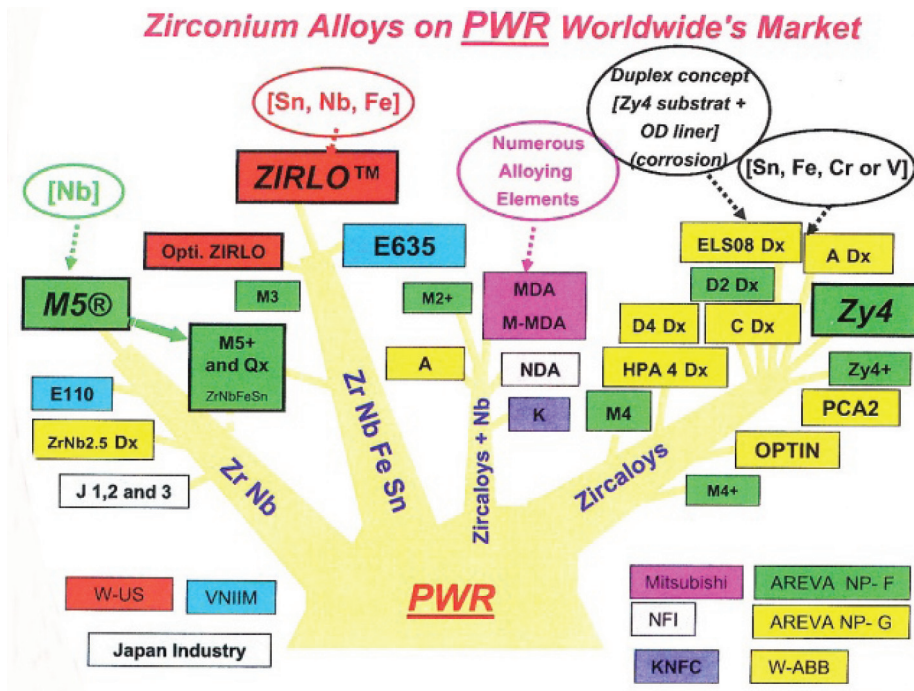 Zirconium Alloys on PWR Worldwide's Market
Duplex concept
[Zy4 substrat +
OD liner]
(corrosion)
[Sn, Nb, Fe]
Numerous
Alloying
Elements
[Sn, Fe, Cr or V]
[Nb]
ZIRLO™
ELS08 Dx
A Dx
Opti. ZIRLO
E635
D2 Dx
M3
M2+
MDA
M-MDA
M5®
D4 Dx
C Dx
Zy4
M5+
and Qx
ZrNbFeSn
A
NDA
HPA 4 Dx
Zy4+
E110
K
M4
PCA2
ZrNb2.5 Dx
OPTIN
J 1,2 and 3
M4+
Zr Nb
Zr Nb Fe Sn
Zircaloys + Nb
Zircaloys
PWR
W-US
VNIIM
Japan Industry
Mitsubishi
AREVA NP- F
NFI
AREVA NP- G
KNFC
W-ABB